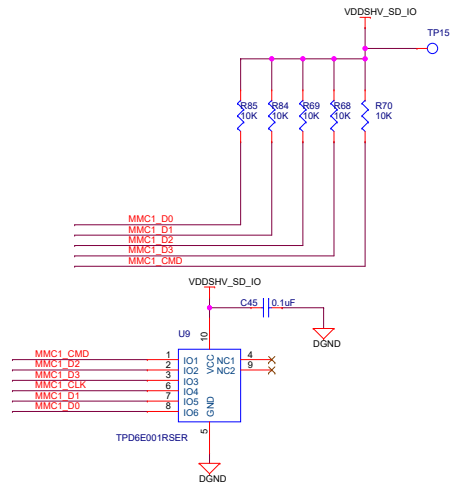 VDDSHV_SD_IO
TP15
R85 R84 R69 R68 R70
10K 10K 10K 10K 10K
MMC1_D0
MMC1_D1
MMC1_D2
MMC1_D3
MMC1_CMD
VDDSHV_SD_IO
C45 0.1uF
U9
10
DGND
MMC1_CMD 1 IO1 VCC NC1 4
MMC1_D2 2 IO2 NC2 9
MMC1_D3 3 IO3
MMC1_CLK 6 IO4
MMC1_D1 7 IO5 GND
MMC1_D0 8 IO6
5
TPD6E001RSER
DGND